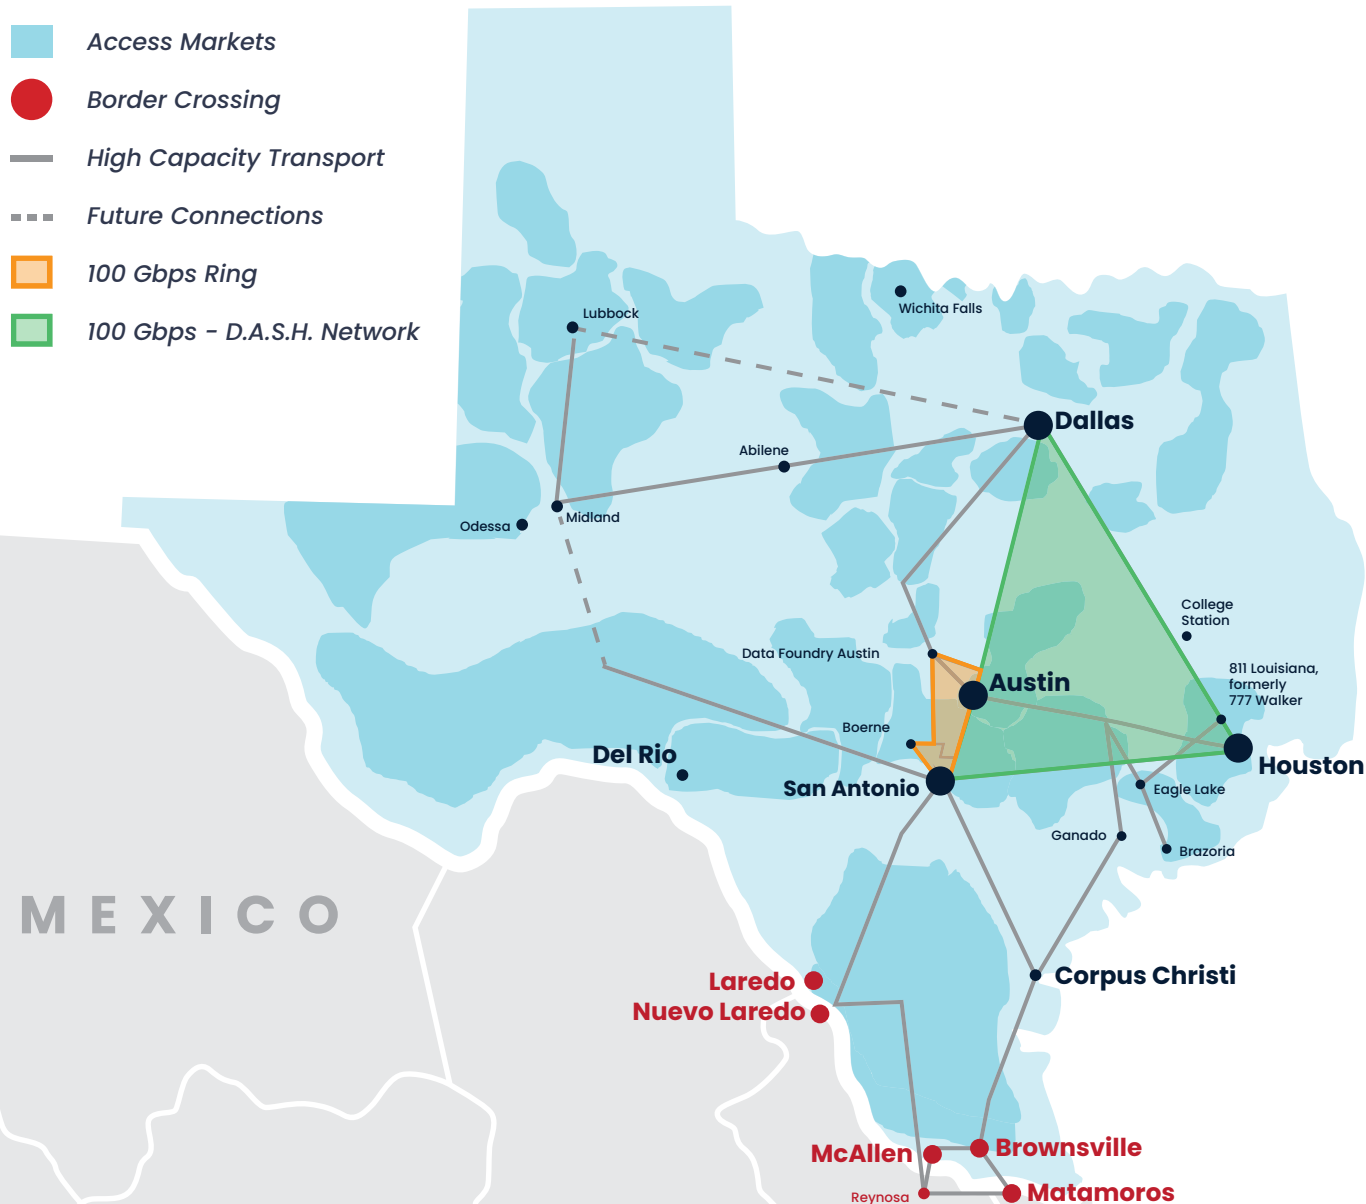 Access Markets
Border Crossing
High Capacity Transport
Future Connections
100 Gbps Ring
100 Gbps - D.A.S.H. Network
Lubbock
Wichita Falls
Dallas
Abilene
Midland
Odessa
College
Station
Data Foundry Austin
811 Louisiana,
formerly
777 Walker
Austin
Boerne
Del Rio
Houston
San Antonio
Eagle Lake
Ganado
Brazoria
MEXICO
Corpus Christi
Laredo
Nuevo Laredo
McAllen
Brownsville
Reynosa
Matamoros